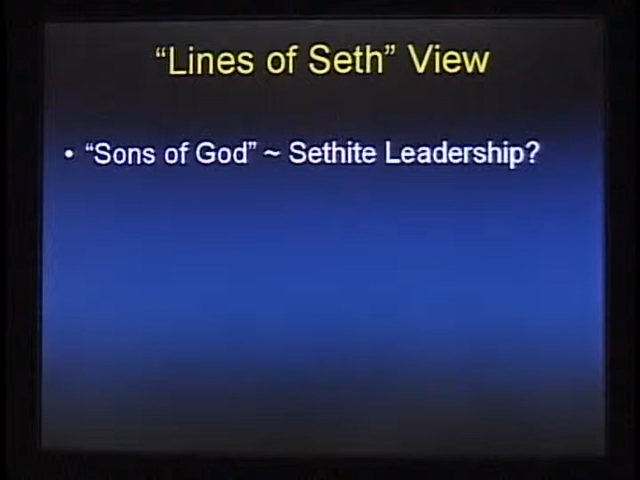 “Lines of Seth” View
• “Sons of God” ~ Sethite Leadership?